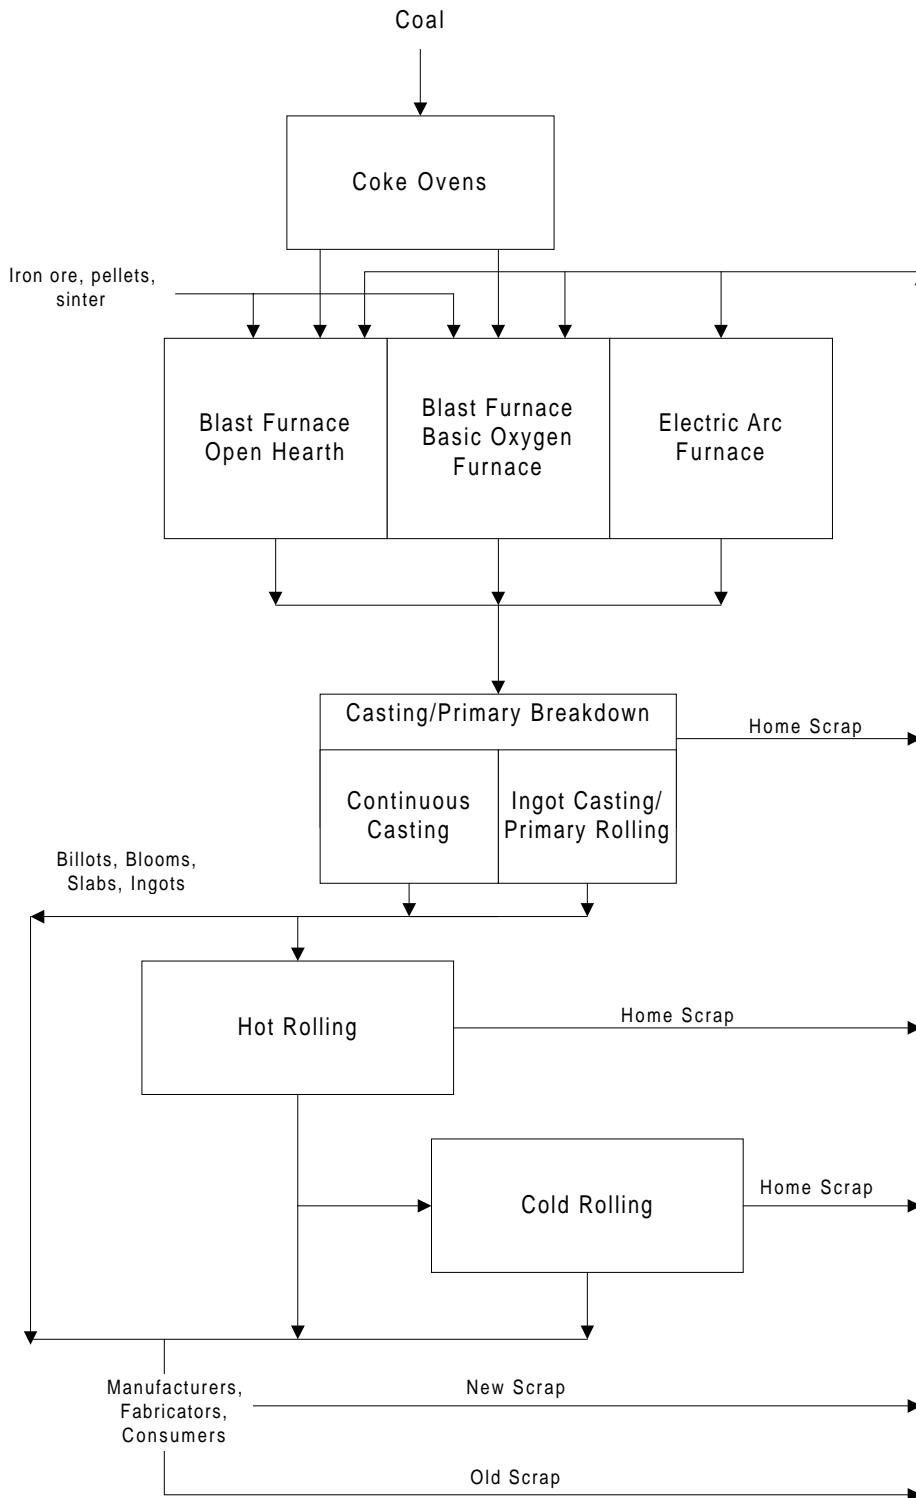 Coal
Coke Ovens
Iron ore, pellets,
sinter
Blast Furnace
Open Hearth
Blast Furnace
Basic Oxygen
Furnace
Electric Arc
Furnace
Casting/Primary Breakdown
Home Scrap
Continuous
Casting
Ingot Casting/
Primary Rolling
Billots, Blooms,
Slabs, Ingots
Hot Rolling
Home Scrap
Cold Rolling
Home Scrap
Manufacturers,
Fabricators,
Consumers
New Scrap
Old Scrap